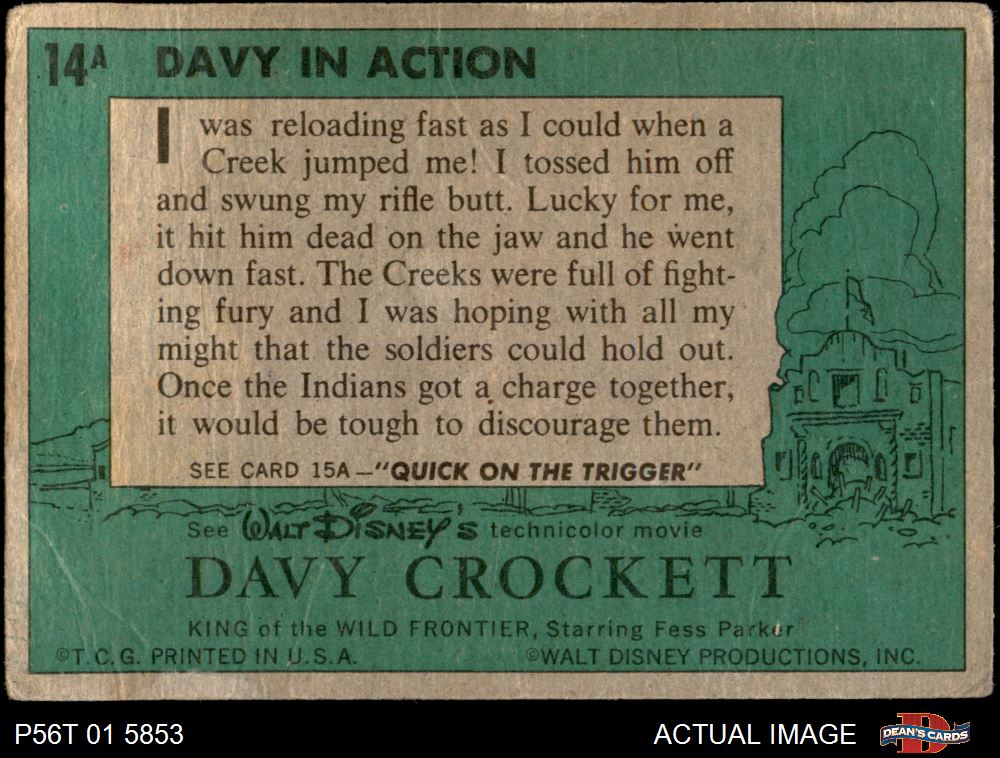 14A DAVY IN ACTION
I was reloading fast as I could when a
Creek jumped me! I tossed him off
and swung my rifle butt. Lucky for me,
it hit him dead on the jaw and he went
down fast. The Creeks were full of fight-
ing fury and I was hoping with all my
might that the soldiers could hold out.
Once the Indians got a charge together,
it would be tough to discourage them.
SEE CARD 15A—"QUICK ON THE TRIGGER"
See WALT DISNEY'S technicolor movie
DAVY CROCKETT
KING of the WILD FRONTIER, Starring Fess Parker
©T.C.G. PRINTED IN U.S.A. ©WALT DISNEY PRODUCTIONS, INC.
P56T 01 5853 ACTUAL IMAGE DEAN'S CARDS